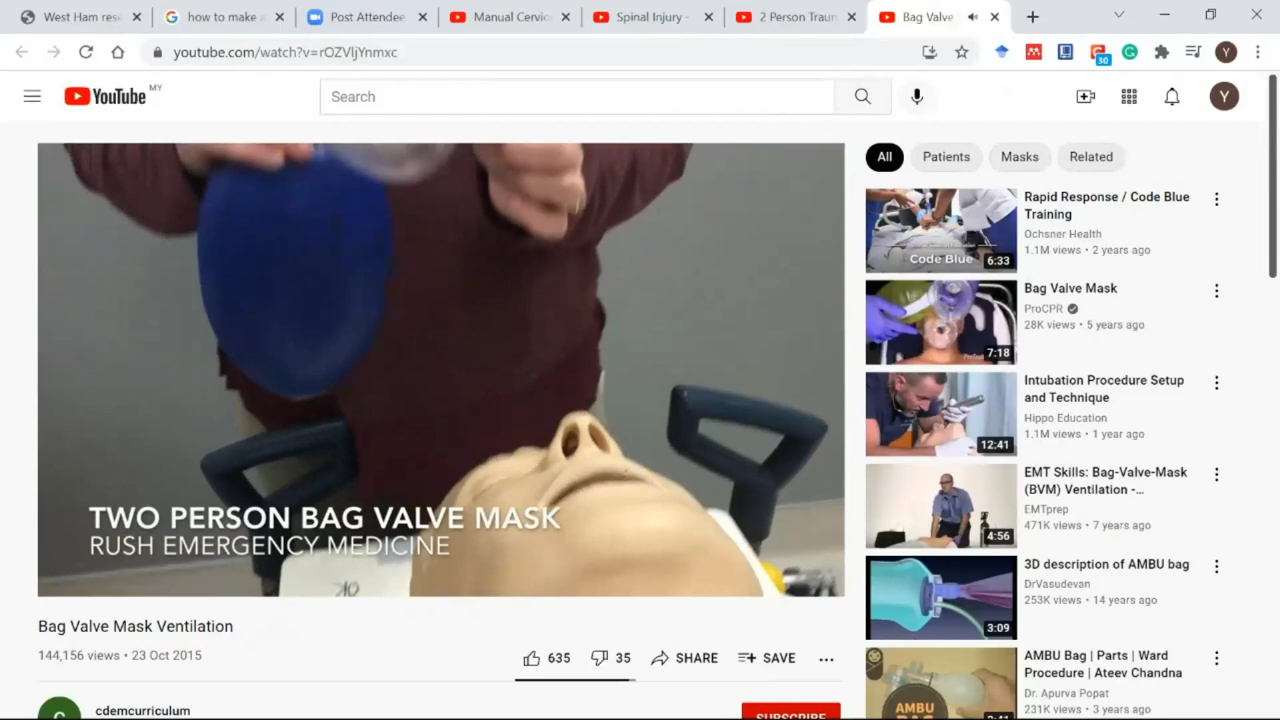 West Ham rese
how to make a
Post Attendee
Manual Cervic
Spinal Injury -
2 Person Traum
Bag Valve
youtube.com/watch?v=rOZVljYnmxc
30
Y
YouTube MY
Search
Y
All
Patients
Masks
Related
Rapid Response / Code Blue
Training
Ochsner Health
1.1M views • 2 years ago
Code Blue
6:33
Bag Valve Mask
ProCPR
28K views • 5 years ago
7:18
Intubation Procedure Setup
and Technique
Hippo Education
1.1M views • 1 year ago
12:41
EMT Skills: Bag-Valve-Mask
(BVM) Ventilation -...
EMTprep
471K views • 7 years ago
4:56
3D description of AMBU bag
DrVasudevan
253K views • 14 years ago
3:09
AMBU Bag | Parts | Ward
Procedure | Ateev Chandna
Dr. Apurva Popat
231K views • 3 years ago
AMBU
TWO PERSON BAG VALVE MASK
RUSH EMERGENCY MEDICINE
Bag Valve Mask Ventilation
144,156 views • 23 Oct 2015
635
35
SHARE
SAVE
cdemcurriculum
SUBSCRIBE